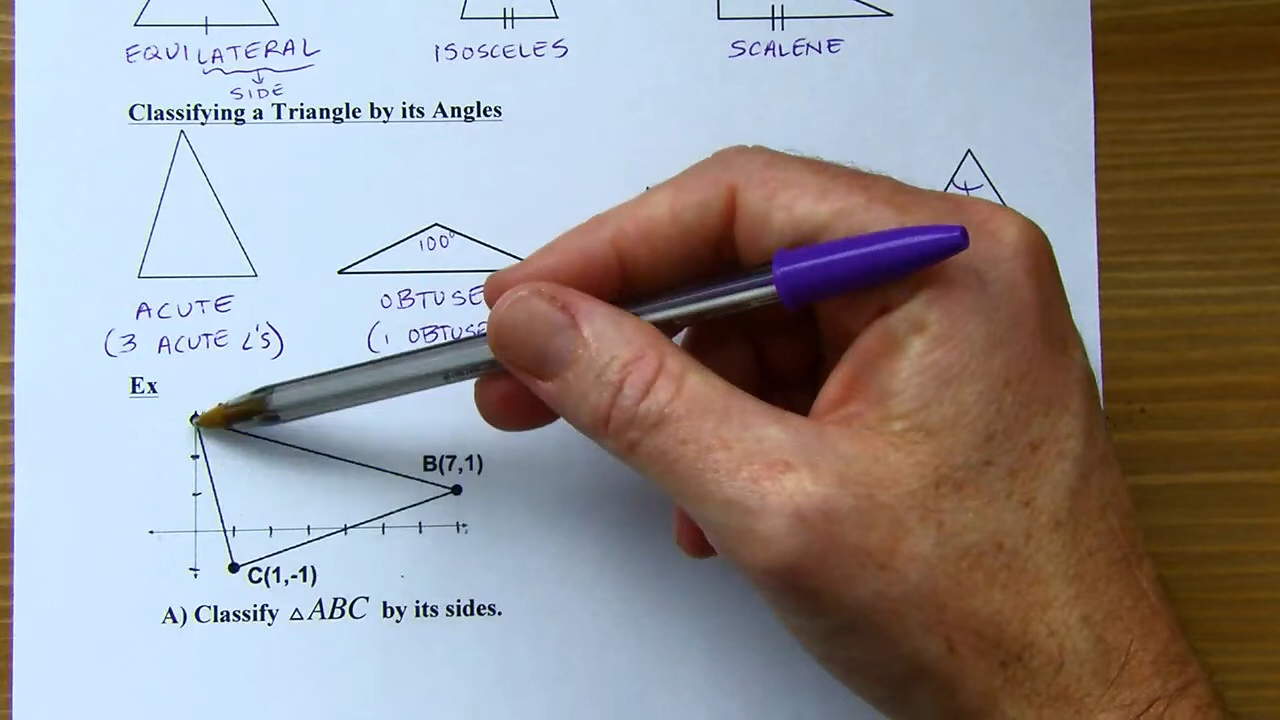 EQUILATERAL ISOSCELES SCALENE
SIDE
Classifying a Triangle by its Angles
100°
ACUTE OBTUSE
(3 ACUTE ∠'S) (1 OBTUSE
Ex
B(7,1)
C(1,-1)
A) Classify △ABC by its sides.